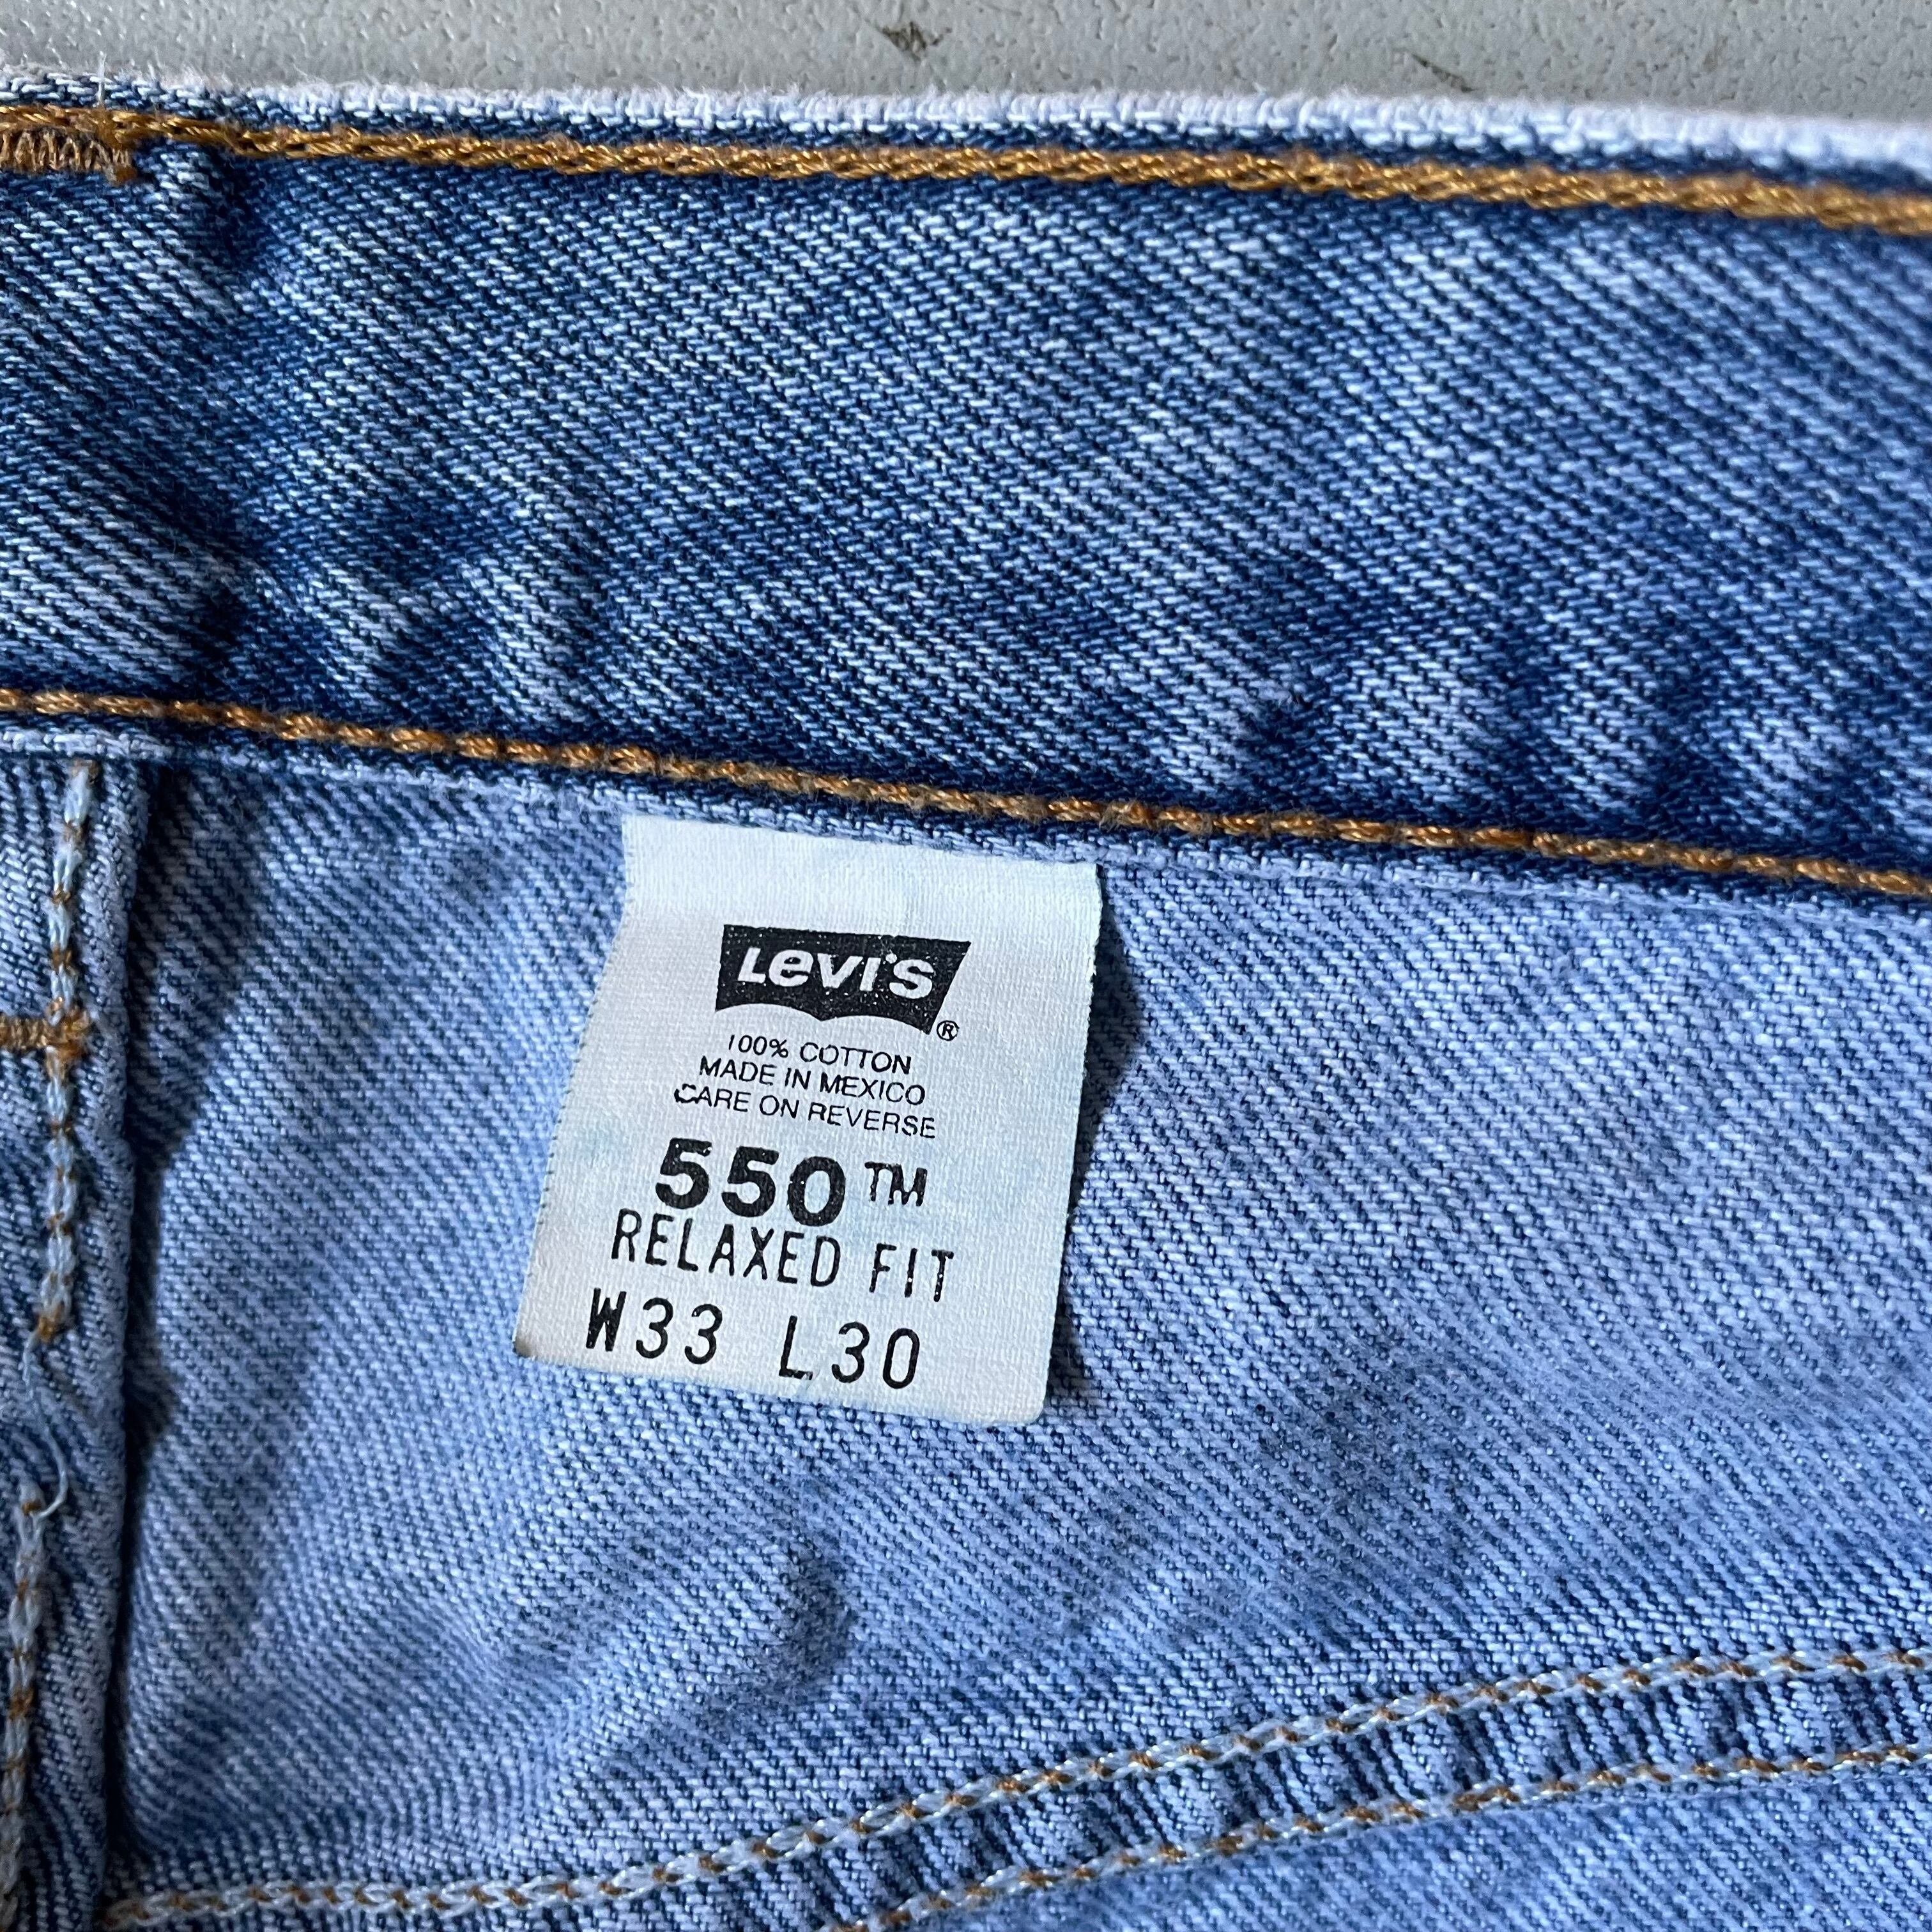 Levi's®
100% COTTON
MADE IN MEXICO
CARE ON REVERSE
550™
RELAXED FIT
W33 L30